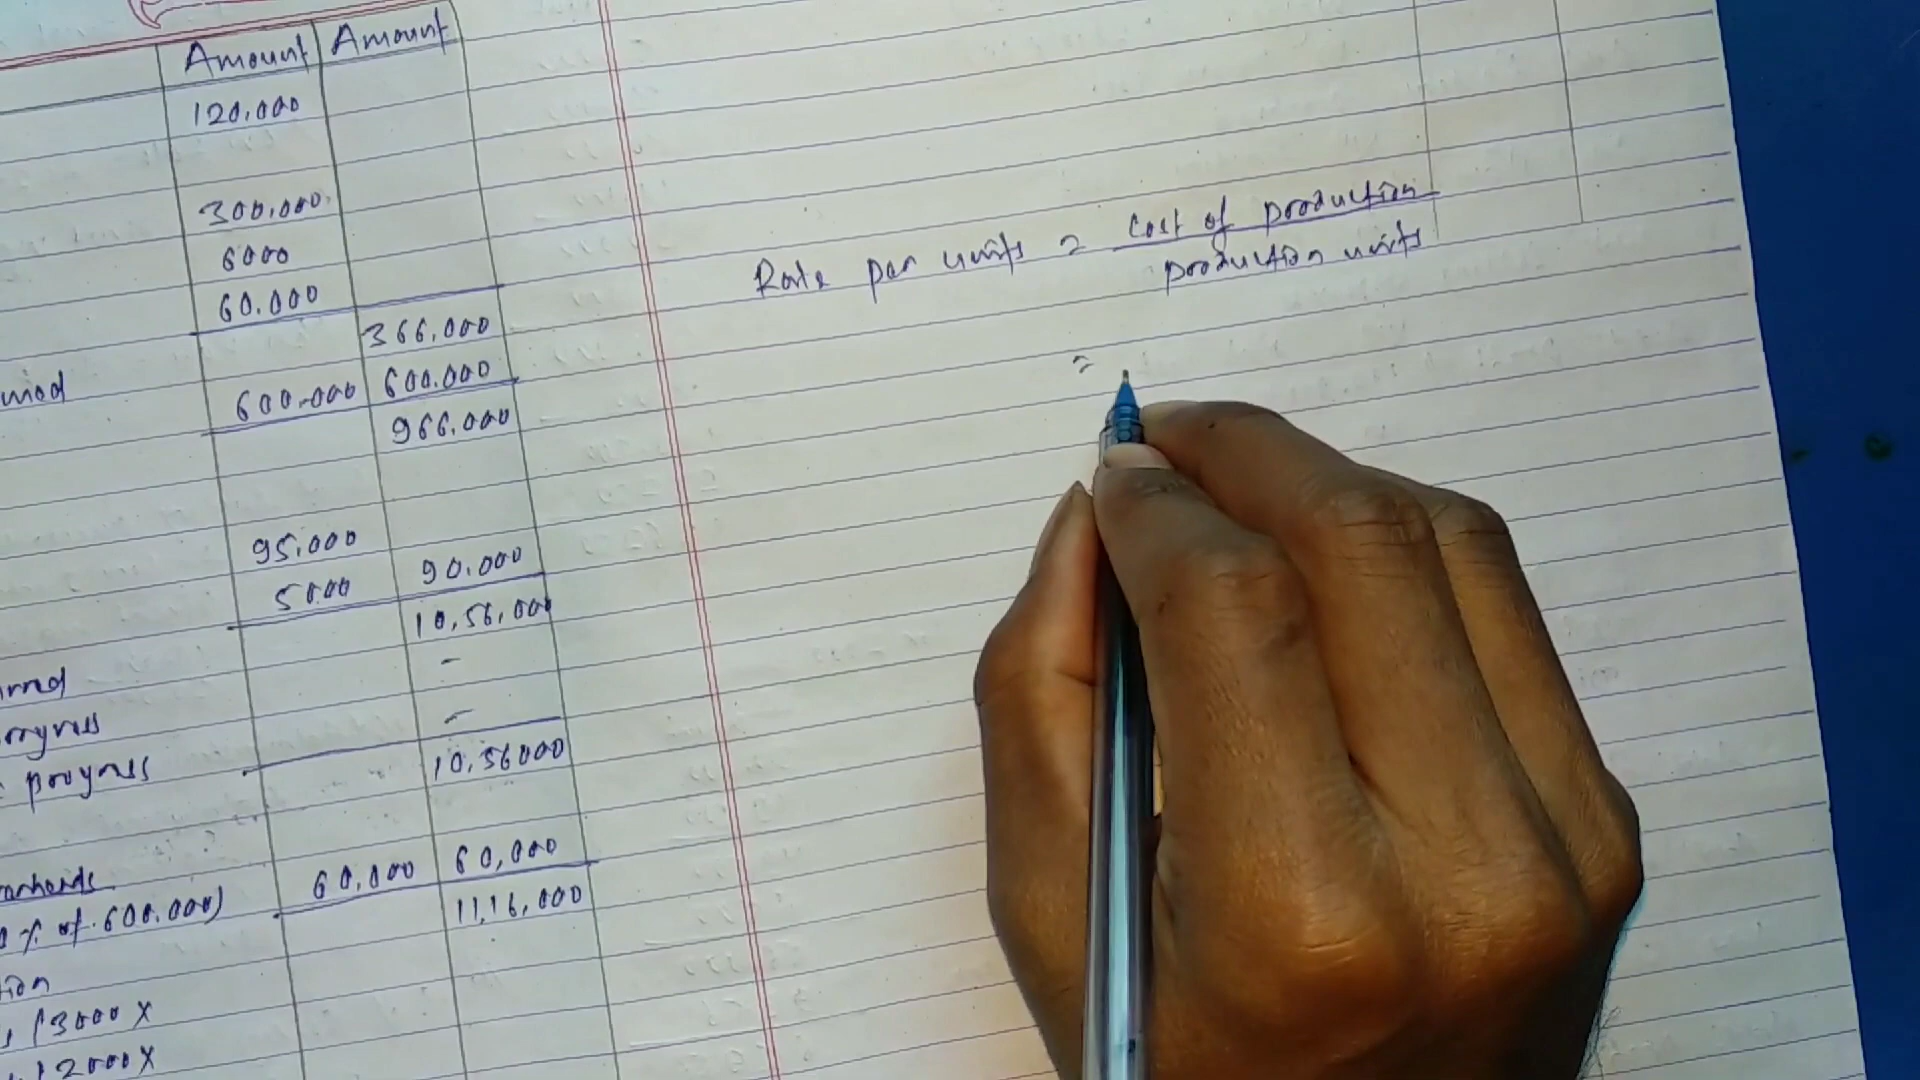 Amount Amount
120,000
300,000
6000
60,000
366,000
600,000 600,000
966,000
95,000
5000 90,000
10,56,000
-
progress -
10,56000
60,000 60,000
% of 600,000) 11,16,000
(3000 X
2000X
Rate per units = Cost of production
production units
=